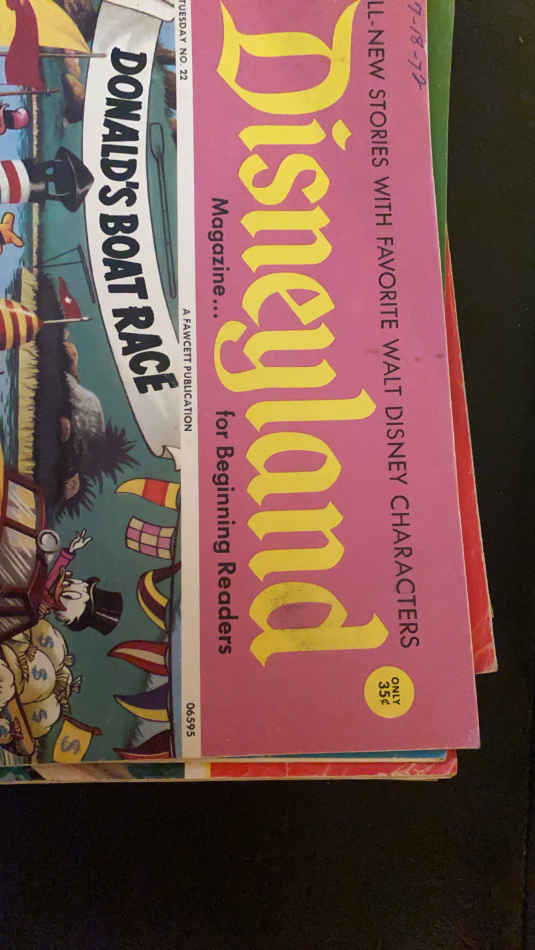 7-18-72
LL-NEW STORIES WITH FAVORITE WALT DISNEY CHARACTERS
Disneyland
ONLY
35¢
Magazine... for Beginning Readers
TUESDAY NO. 22
A FAWCETT PUBLICATION
06595
DONALD'S BOAT RACE
$
$
$
$
$